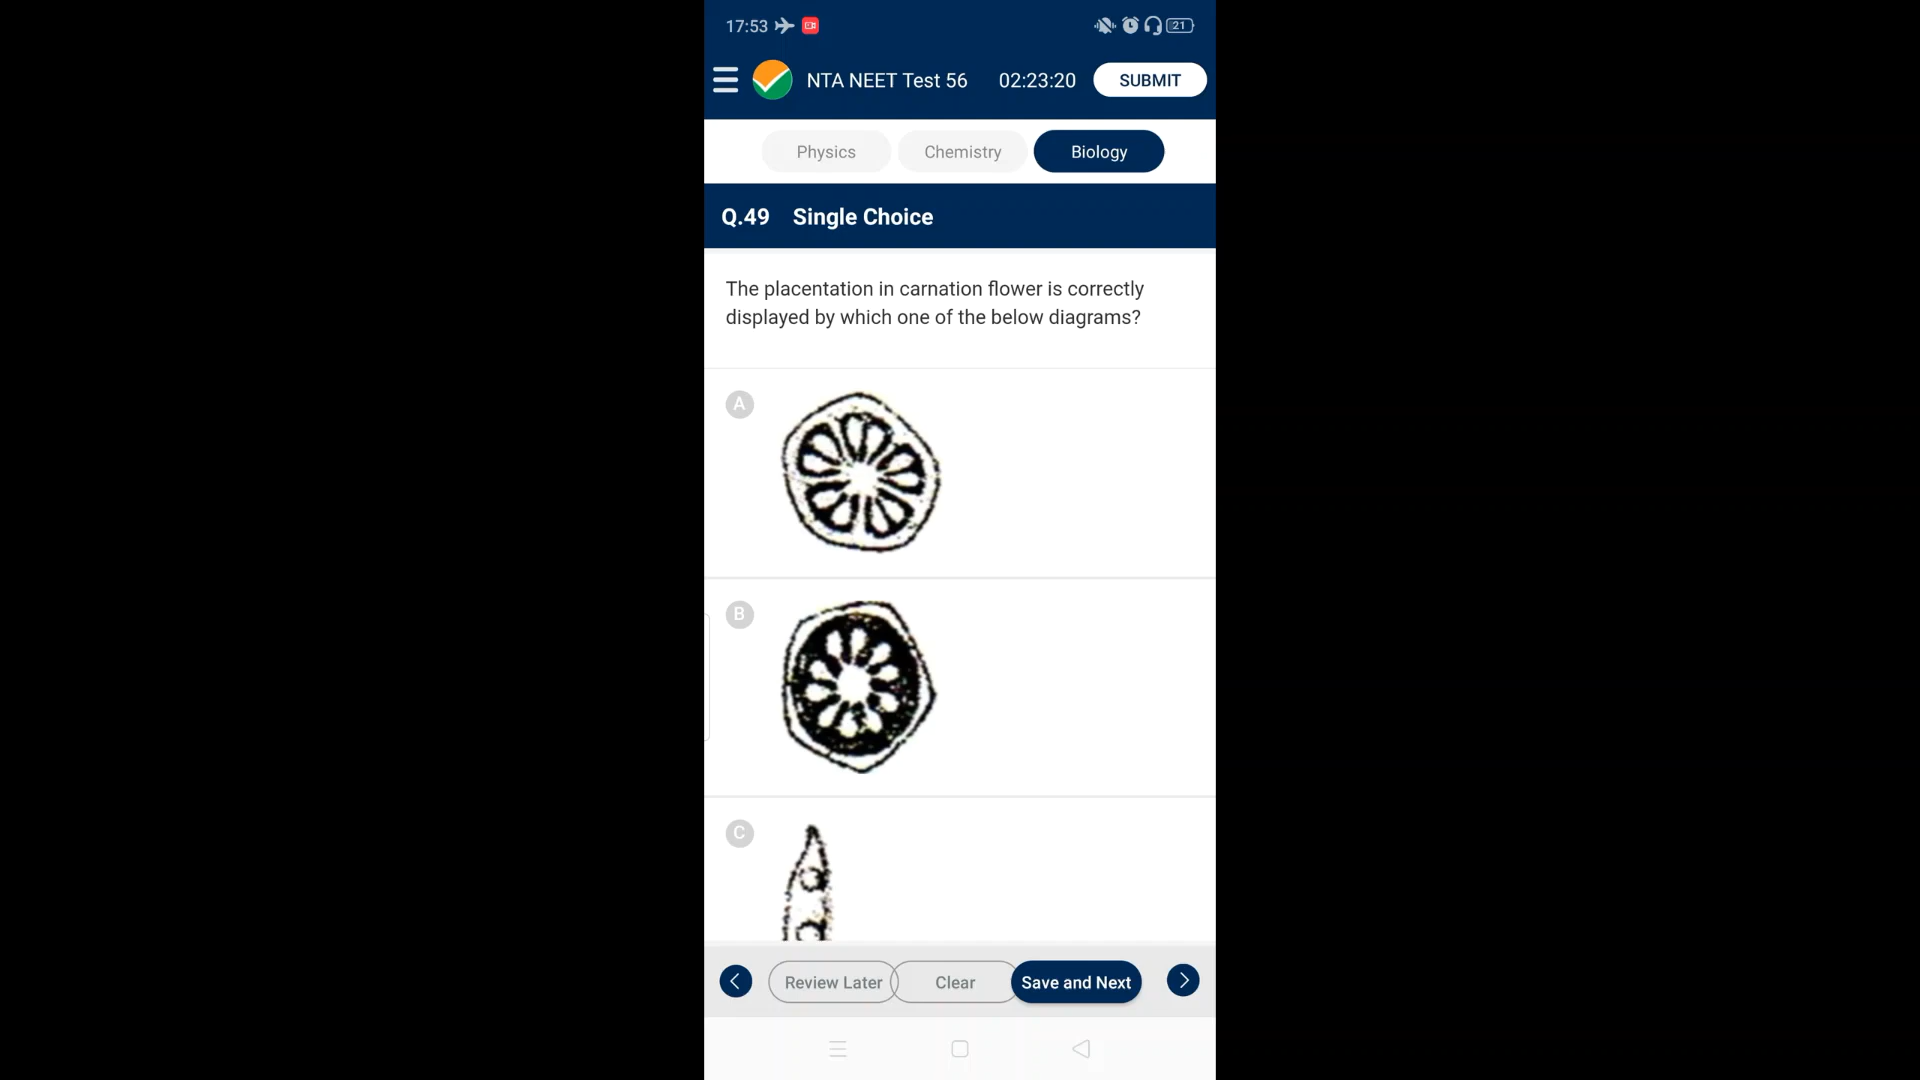 17:53
21
NTA NEET Test 56 02:23:20 SUBMIT
Physics Chemistry Biology
Q.49 Single Choice
The placentation in carnation flower is correctly
displayed by which one of the below diagrams?
A
B
C
Review Later Clear Save and Next